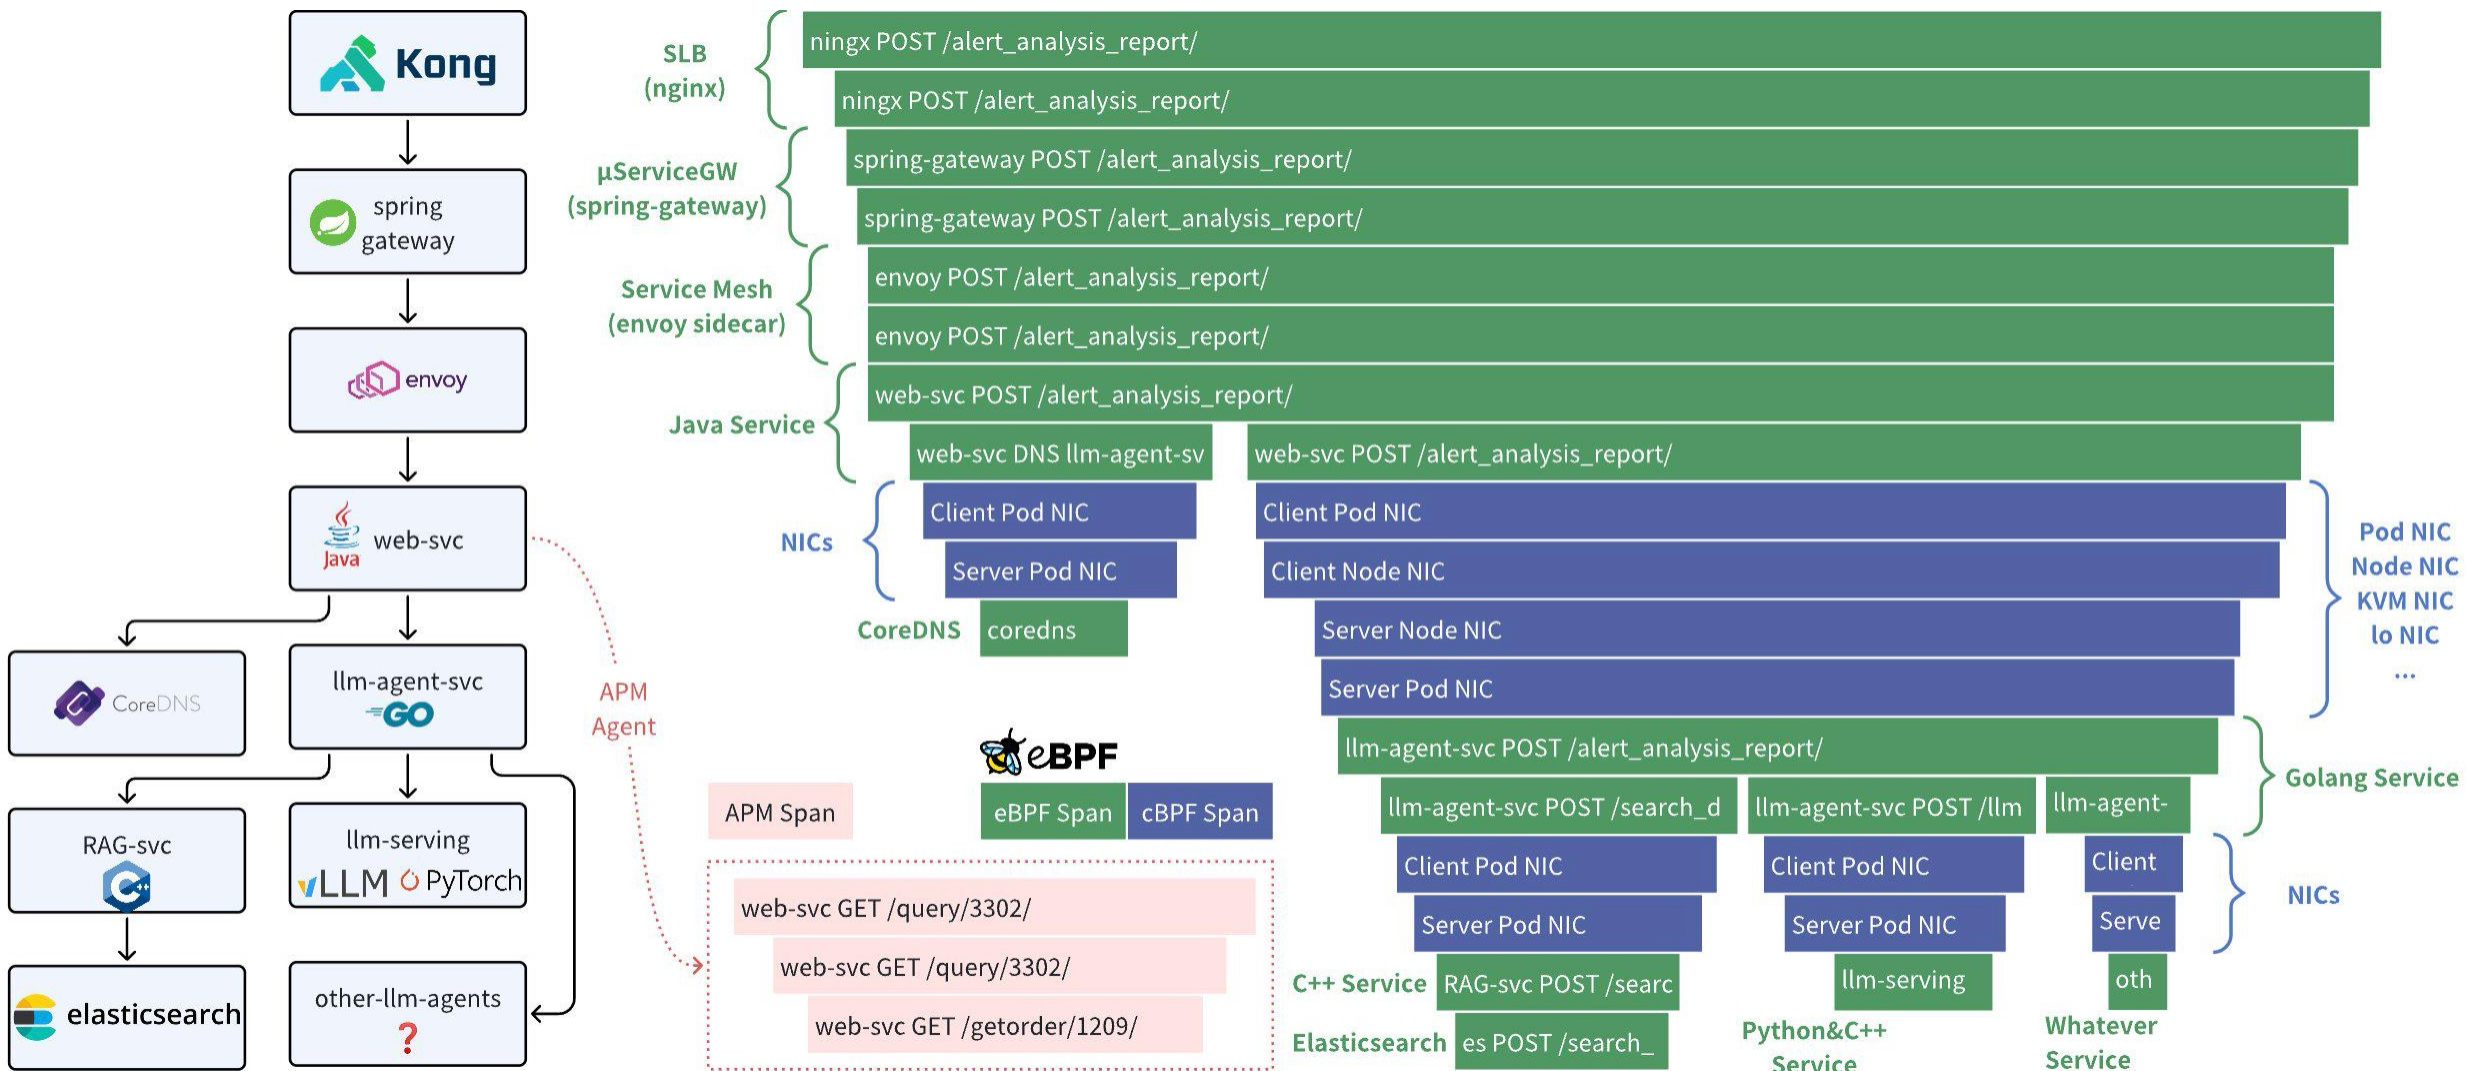 Kong
spring
gateway
envoy
Java
web-svc
CoreDNS
llm-agent-svc
GO
RAG-svc
C++
llm-serving
vLLM PyTorch
elasticsearch
other-llm-agents
?
APM
Agent
SLB
(nginx)
ningx POST /alert_analysis_report/
ningx POST /alert_analysis_report/
μServiceGW
(spring-gateway)
spring-gateway POST /alert_analysis_report/
spring-gateway POST /alert_analysis_report/
Service Mesh
(envoy sidecar)
envoy POST /alert_analysis_report/
envoy POST /alert_analysis_report/
Java Service
web-svc POST /alert_analysis_report/
web-svc DNS llm-agent-sv
web-svc POST /alert_analysis_report/
NICs
Client Pod NIC
Server Pod NIC
CoreDNS
coredns
Client Pod NIC
Client Node NIC
Server Node NIC
Server Pod NIC
Pod NIC
Node NIC
KVM NIC
lo NIC
...
llm-agent-svc POST /alert_analysis_report/
llm-agent-svc POST /search_d
llm-agent-svc POST /llm
llm-agent-
Golang Service
Client Pod NIC
Client Pod NIC
Client
Server Pod NIC
Server Pod NIC
Serve
NICs
C++ Service
RAG-svc POST /searc
llm-serving
oth
Elasticsearch
es POST /search_
Python&C++
Service
Whatever
Service
eBPF
APM Span
eBPF Span
cBPF Span
web-svc GET /query/3302/
web-svc GET /query/3302/
web-svc GET /getorder/1209/